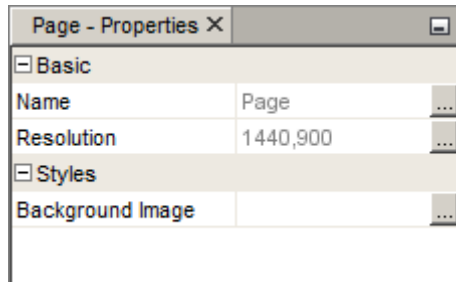 Page - Properties
Basic
Name Page ...
Resolution 1440,900 ...
Styles
Background Image ...